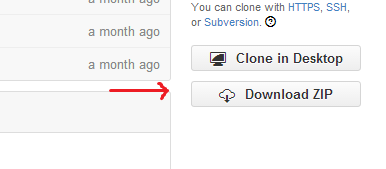 You can clone with HTTPS, SSH,
or Subversion.
a month ago
a month ago
a month ago
Clone in Desktop
Download ZIP